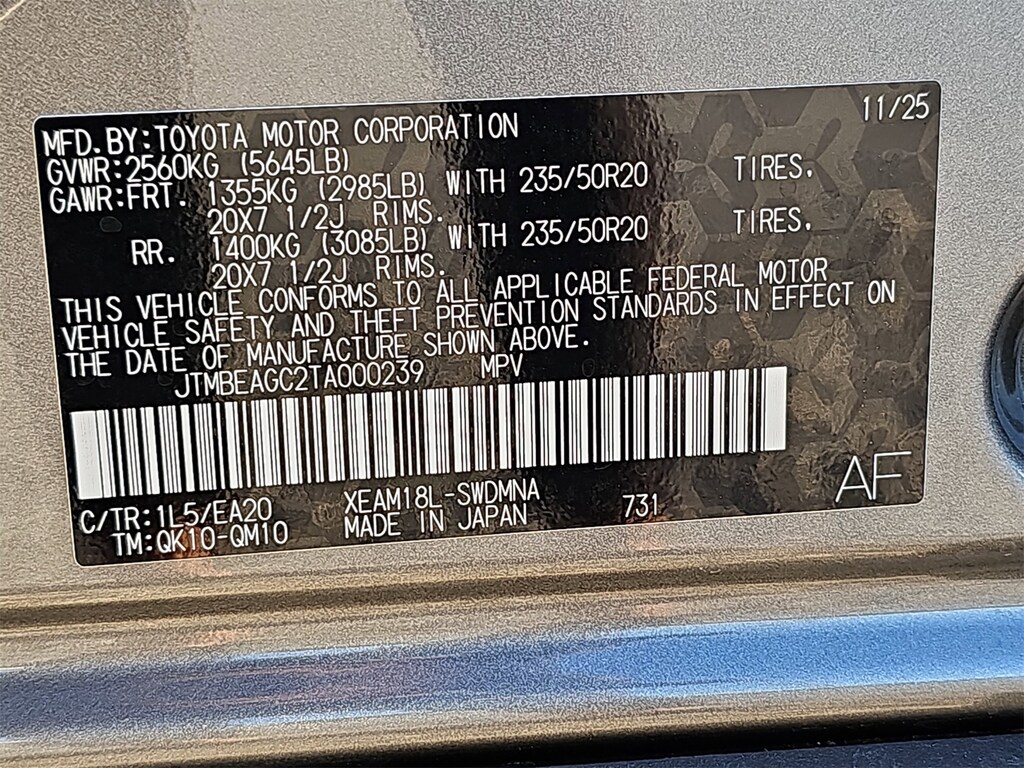 11/25
MFD.BY:TOYOTA MOTOR CORPORATION
GVWR:2560KG (5645LB)
GAWR:FRT. 1355KG (2985LB) WITH 235/50R20 TIRES.
20X7 1/2J RIMS.
RR. 1400KG (3085LB) WITH 235/50R20 TIRES.
20X7 1/2J RIMS.
THIS VEHICLE CONFORMS TO ALL APPLICABLE FEDERAL MOTOR
VEHICLE SAFETY AND THEFT PREVENTION STANDARDS IN EFFECT ON
THE DATE OF MANUFACTURE SHOWN ABOVE.
JTMBEAGC2TA000239 MPV
C/TR:1L5/EA20 XEAM18L-SWDMNA 731 AF
TM:QK10-QM10 MADE IN JAPAN